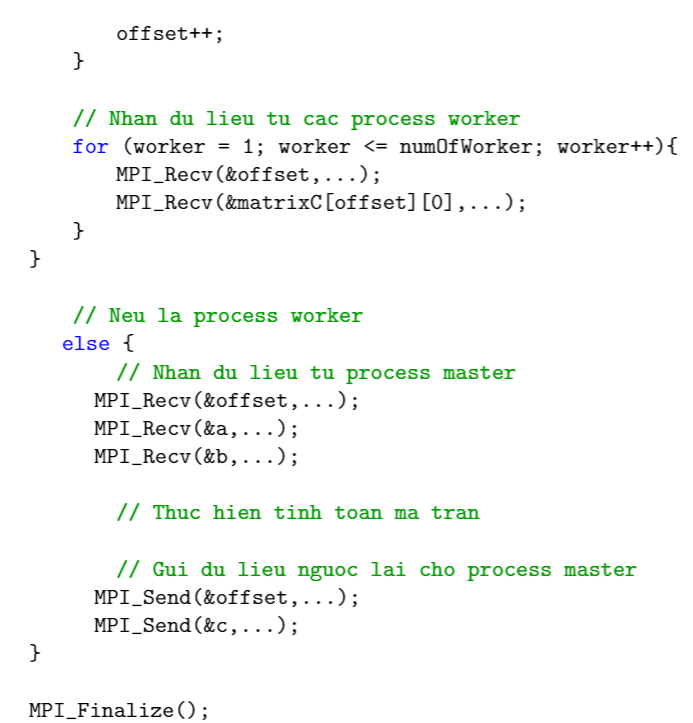 offset++;
}
// Nhan du lieu tu cac process worker
for (worker = 1; worker <= numOfWorker; worker++){
MPI_Recv(&offset,...);
MPI_Recv(&matrixC[offset][0],...);
}
}
// Neu la process worker
else {
// Nhan du lieu tu process master
MPI_Recv(&offset,...);
MPI_Recv(&a,...);
MPI_Recv(&b,...);
// Thuc hien tinh toan ma tran
// Gui du lieu nguoc lai cho process master
MPI_Send(&offset,...);
MPI_Send(&c,...);
}
MPI_Finalize();